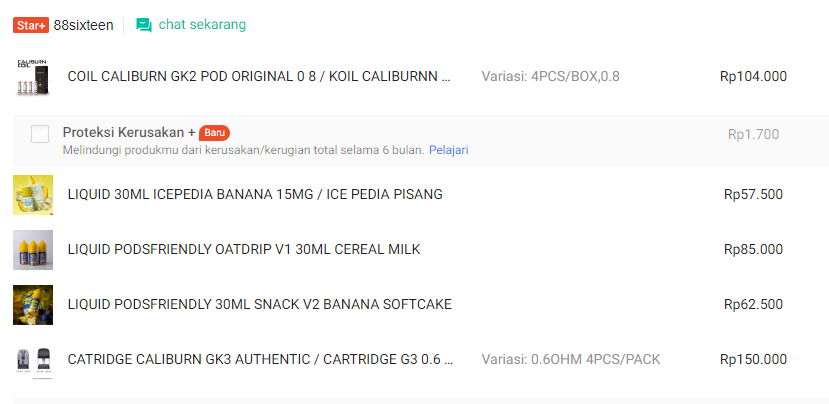 Star+ 88sixteen chat sekarang
CALIBURN
COIL
COIL CALIBURN GK2 POD ORIGINAL 0 8 / KOIL CALIBURNN ... Variasi: 4PCS/BOX,0.8 Rp104.000
Proteksi Kerusakan + Baru Rp1.700
Melindungi produkmu dari kerusakan/kerugian total selama 6 bulan. Pelajari
LIQUID 30ML ICEPEDIA BANANA 15MG / ICE PEDIA PISANG Rp57.500
LIQUID PODSFRIENDLY OATDRIP V1 30ML CEREAL MILK Rp85.000
LIQUID PODSFRIENDLY 30ML SNACK V2 BANANA SOFTCAKE Rp62.500
CATRIDGE CALIBURN GK3 AUTHENTIC / CARTRIDGE G3 0.6 ... Variasi: 0.6OHM 4PCS/PACK Rp150.000